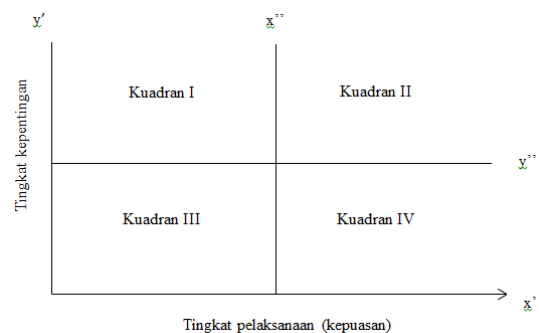 y'
x''
Kuadran I
Kuadran II
Tingkat kepentingan
y''
Kuadran III
Kuadran IV
x'
Tingkat pelaksanaan (kepuasan)